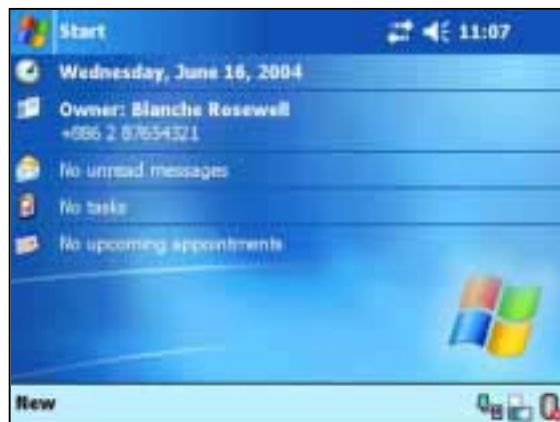 Start 11:07
Wednesday, June 16, 2004
Owner: Blanche Rosewell
+886 2 87654321
No unread messages
No tasks
No upcoming appointments
New